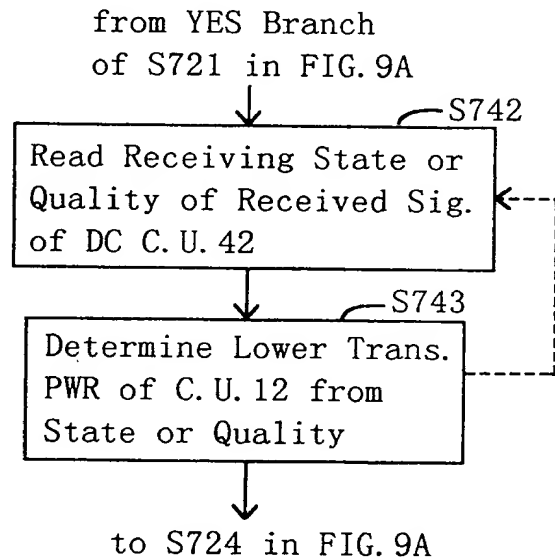 from YES Branch
of S721 in FIG. 9A
S742
Read Receiving State or
Quality of Received Sig.
of DC C. U. 42
S743
Determine Lower Trans.
PWR of C. U. 12 from
State or Quality
to S724 in FIG. 9A